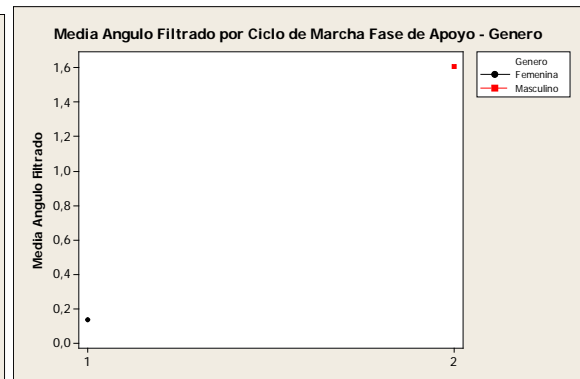 Media Angulo Filtrado por Ciclo de Marcha Fase de Apoyo - Genero
Genero
Femenina
Masculino
Media Angulo Filtrado
1,6
1,4
1,2
1,0
0,8
0,6
0,4
0,2
0,0
1 2